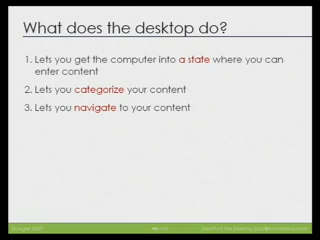 What does the desktop do?
1. Lets you get the computer into a state where you can
enter content
2. Lets you categorize your content
3. Lets you navigate to your content